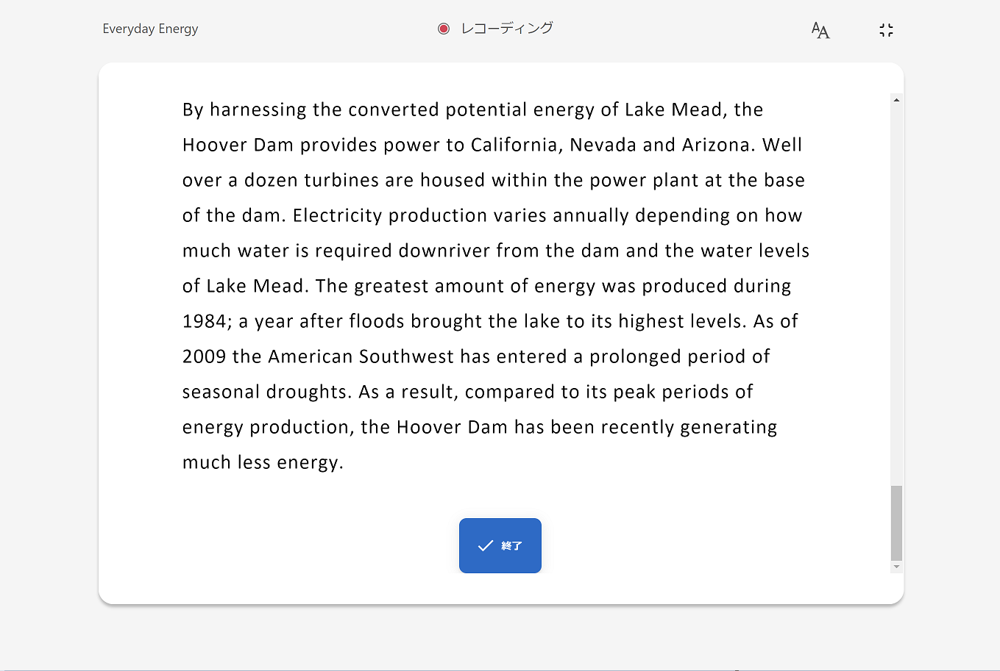 Everyday Energy
レコーディング
By harnessing the converted potential energy of Lake Mead, the
Hoover Dam provides power to California, Nevada and Arizona. Well
over a dozen turbines are housed within the power plant at the base
of the dam. Electricity production varies annually depending on how
much water is required downriver from the dam and the water levels
of Lake Mead. The greatest amount of energy was produced during
1984; a year after floods brought the lake to its highest levels. As of
2009 the American Southwest has entered a prolonged period of
seasonal droughts. As a result, compared to its peak periods of
energy production, the Hoover Dam has been recently generating
much less energy.
終了